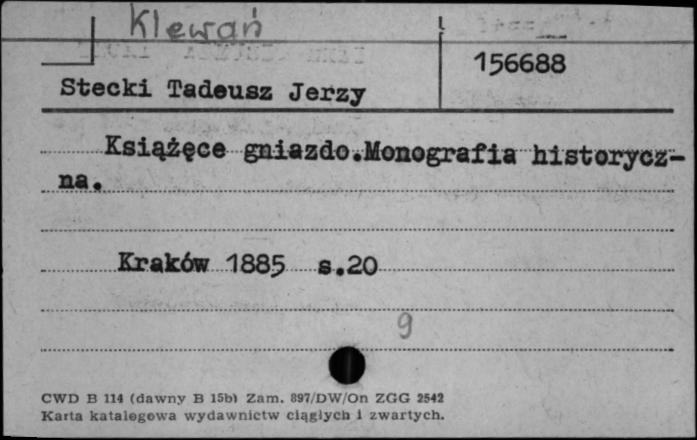 Klewań
156688
Stecki Tadeusz Jerzy
Książęce gniazdo.Monografia historycz-
na.
Kraków 1885 s.20
9
CWD B 114 (dawny B 15b) Zam. 897/DW/On ZGG 2542
Karta katalogowa wydawnictw ciągłych i zwartych.